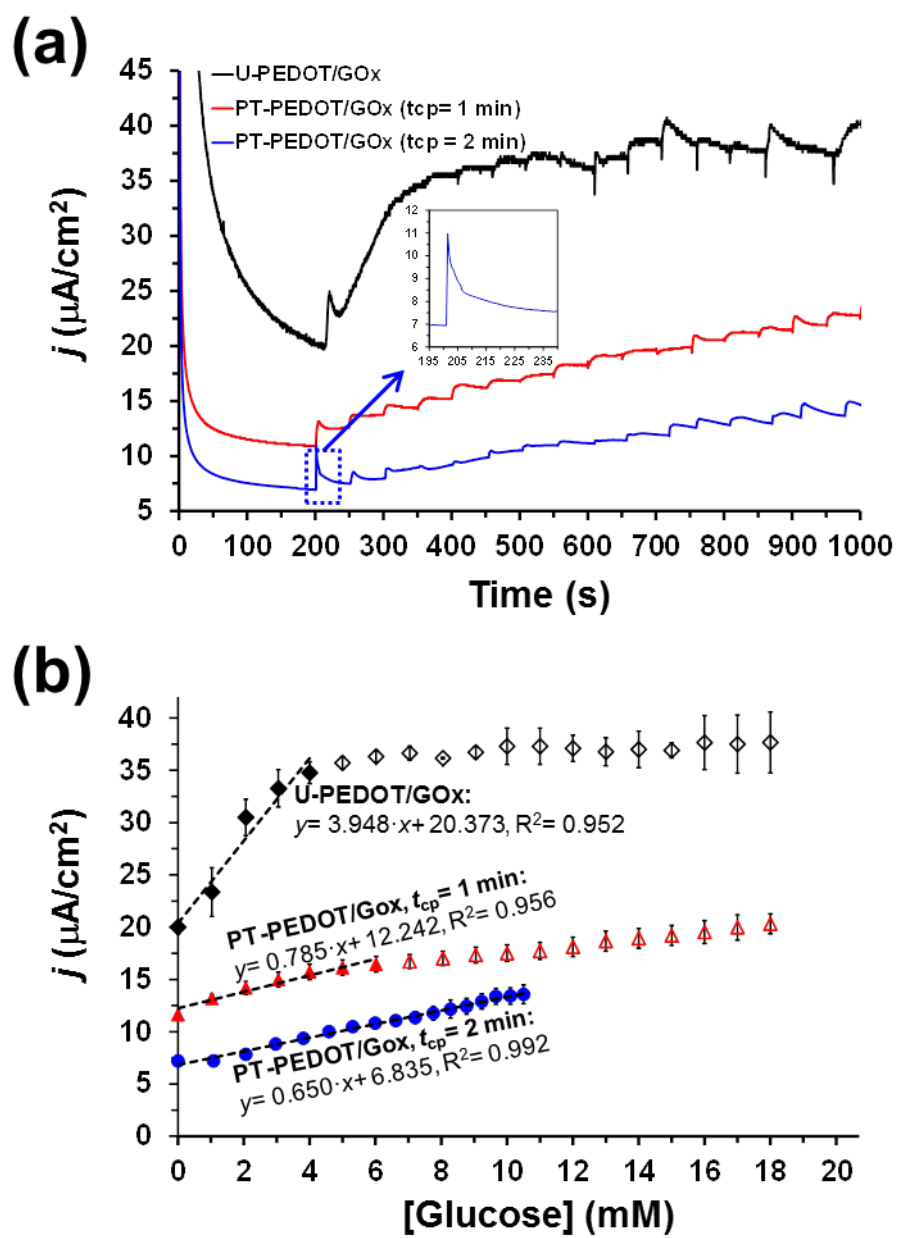 (a)
U-PEDOT/GOx
PT-PEDOT/GOx (tcp= 1 min)
PT-PEDOT/GOx (tcp = 2 min)
45
40
35
30
25
20
15
10
5
j (µA/cm²)
12
11
10
9
8
7
6
195 205 215 225 235
0 100 200 300 400 500 600 700 800 900 1000
Time (s)
(b)
40
35
30
25
20
15
10
5
0
j (µA/cm²)
U-PEDOT/GOx:
y= 3.948·x+ 20.373, R²= 0.952
PT-PEDOT/Gox, tcp= 1 min:
y= 0.785·x+ 12.242, R²= 0.956
PT-PEDOT/Gox, tcp= 2 min:
y= 0.650·x+ 6.835, R²= 0.992
0 2 4 6 8 10 12 14 16 18 20
[Glucose] (mM)